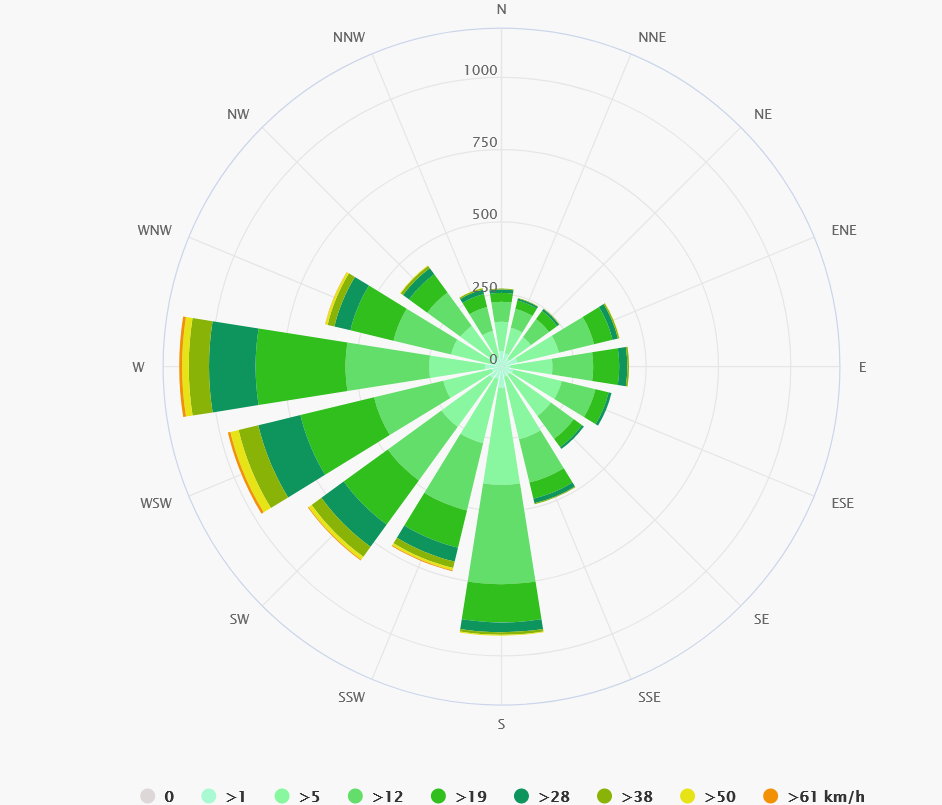 N
NNW NNE
1000
NW NE
750
500
WNW ENE
250
0
W E
WSW ESE
SW SE
SSW SSE
S
0 >1 >5 >12 >19 >28 >38 >50 >61 km/h